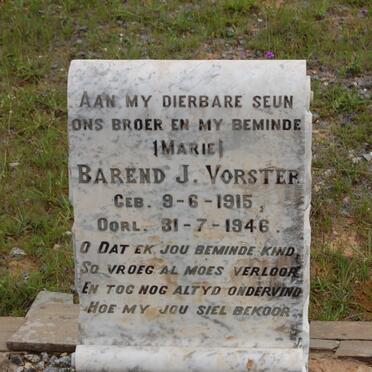 AAN MY DIERBARE SEUN
ONS BROER EN MY BEMINDE
|MARIE|
BAREND J. VORSTER
GEB. 9-6-1915,
OORL. 31-7-1946.
O DAT EK JOU BEMINDE KIND,
SO VROEG AL MOES VERLOOR
EN TOG NOG ALTYD ONDERVIND
HOE MY JOU SIEL BEKOOR